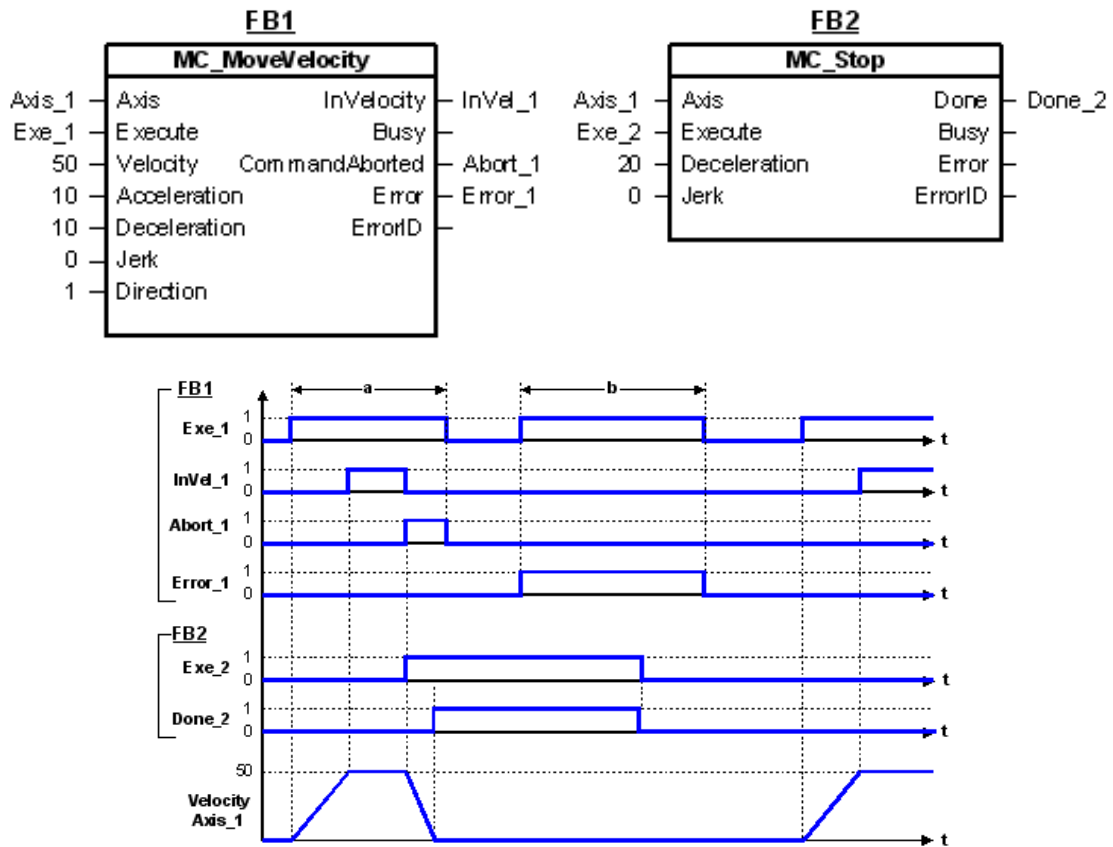 FB1 FB2
MC_MoveVelocity MC_Stop
Axis_1 Axis InVelocity InVel_1 Axis_1 Axis Done Done_2
Exe_1 Execute Busy Exe_2 Execute Busy
50 Velocity CommandAborted Abort_1 20 Deceleration Error
10 Acceleration Error Error_1 0 Jerk ErrorID
10 Deceleration ErrorID
0 Jerk
1 Direction
FB1 a b
1
Exe_1 0 t
1
InVel_1 0 t
1
Abort_1 0 t
1
Error_1 0 t
FB2
1
Exe_2 0 t
1
Done_2 0 t
50
Velocity
Axis_1 t